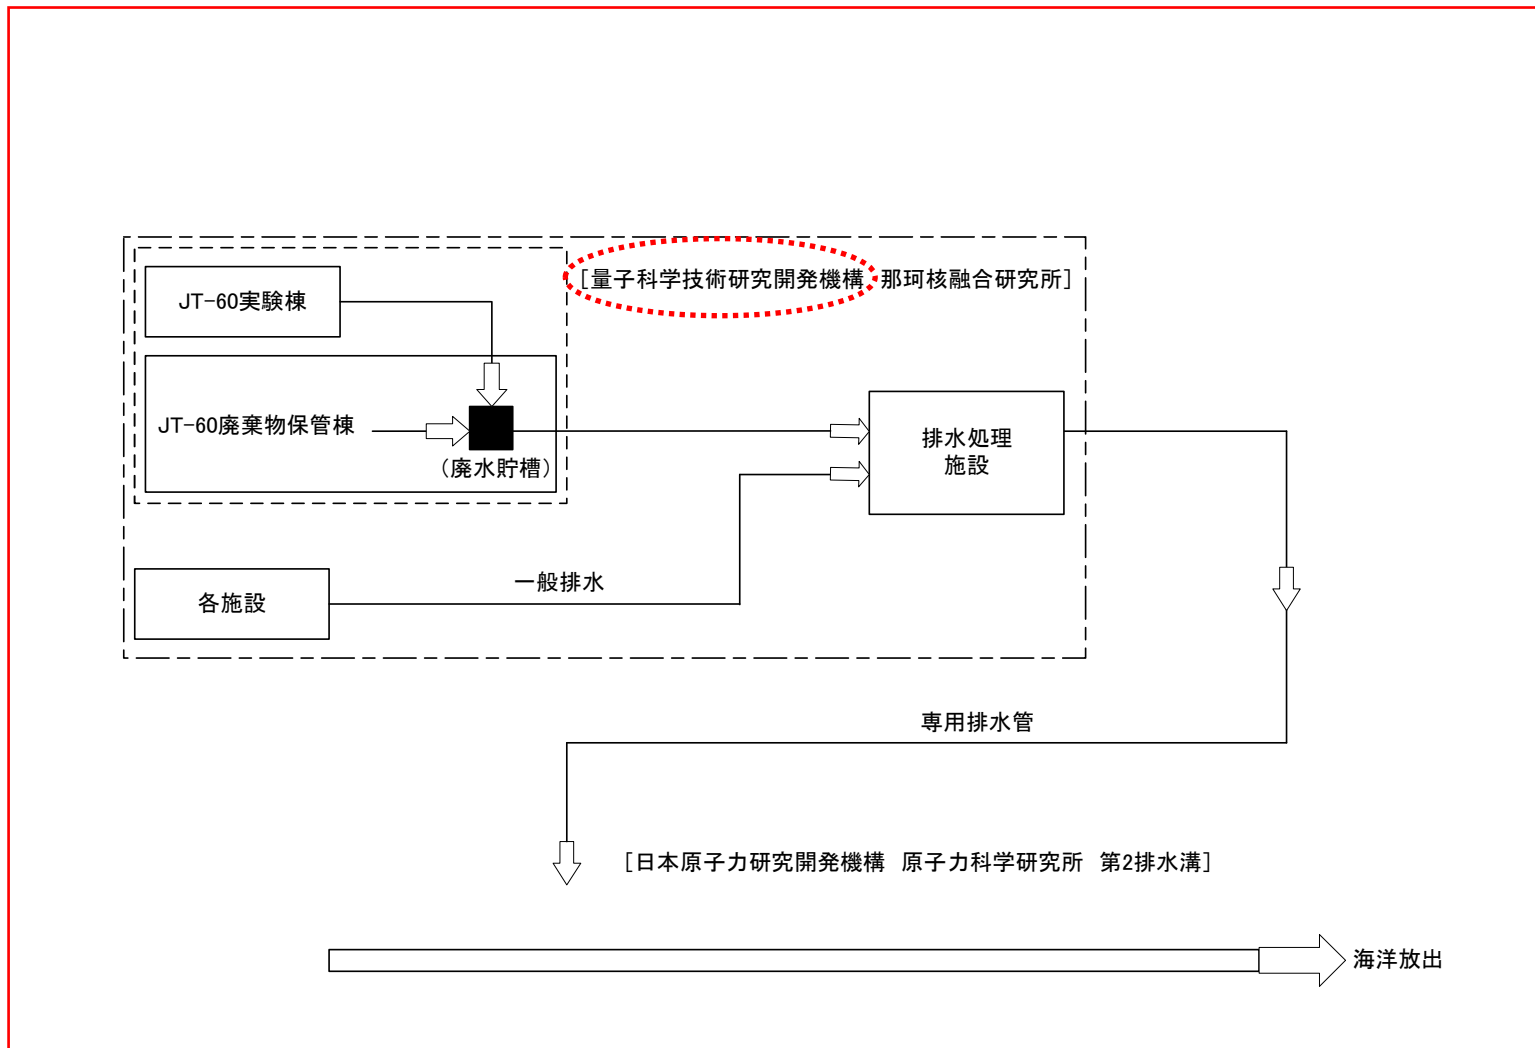 [量子科学技術研究開発機構 那珂核融合研究所]
JT-60実験棟
JT-60廃棄物保管棟
(廃水貯槽)
排水処理
施設
一般排水
各施設
専用排水管
[日本原子力研究開発機構 原子力科学研究所 第2排水溝]
海洋放出